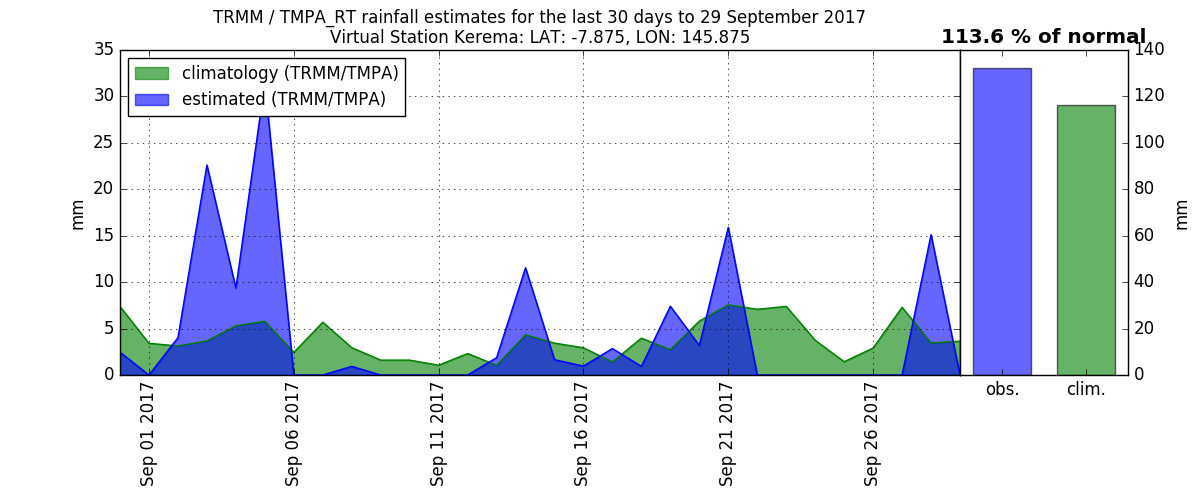 TRMM / TMPA_RT rainfall estimates for the last 30 days to 29 September 2017
Virtual Station Kerema: LAT: -7.875, LON: 145.875
113.6 % of normal
climatology (TRMM/TMPA)
estimated (TRMM/TMPA)
35
30
25
20
15
10
5
0
mm
Sep 01 2017
Sep 06 2017
Sep 11 2017
Sep 16 2017
Sep 21 2017
Sep 26 2017
obs.
clim.
140
120
100
80
60
40
20
0
mm